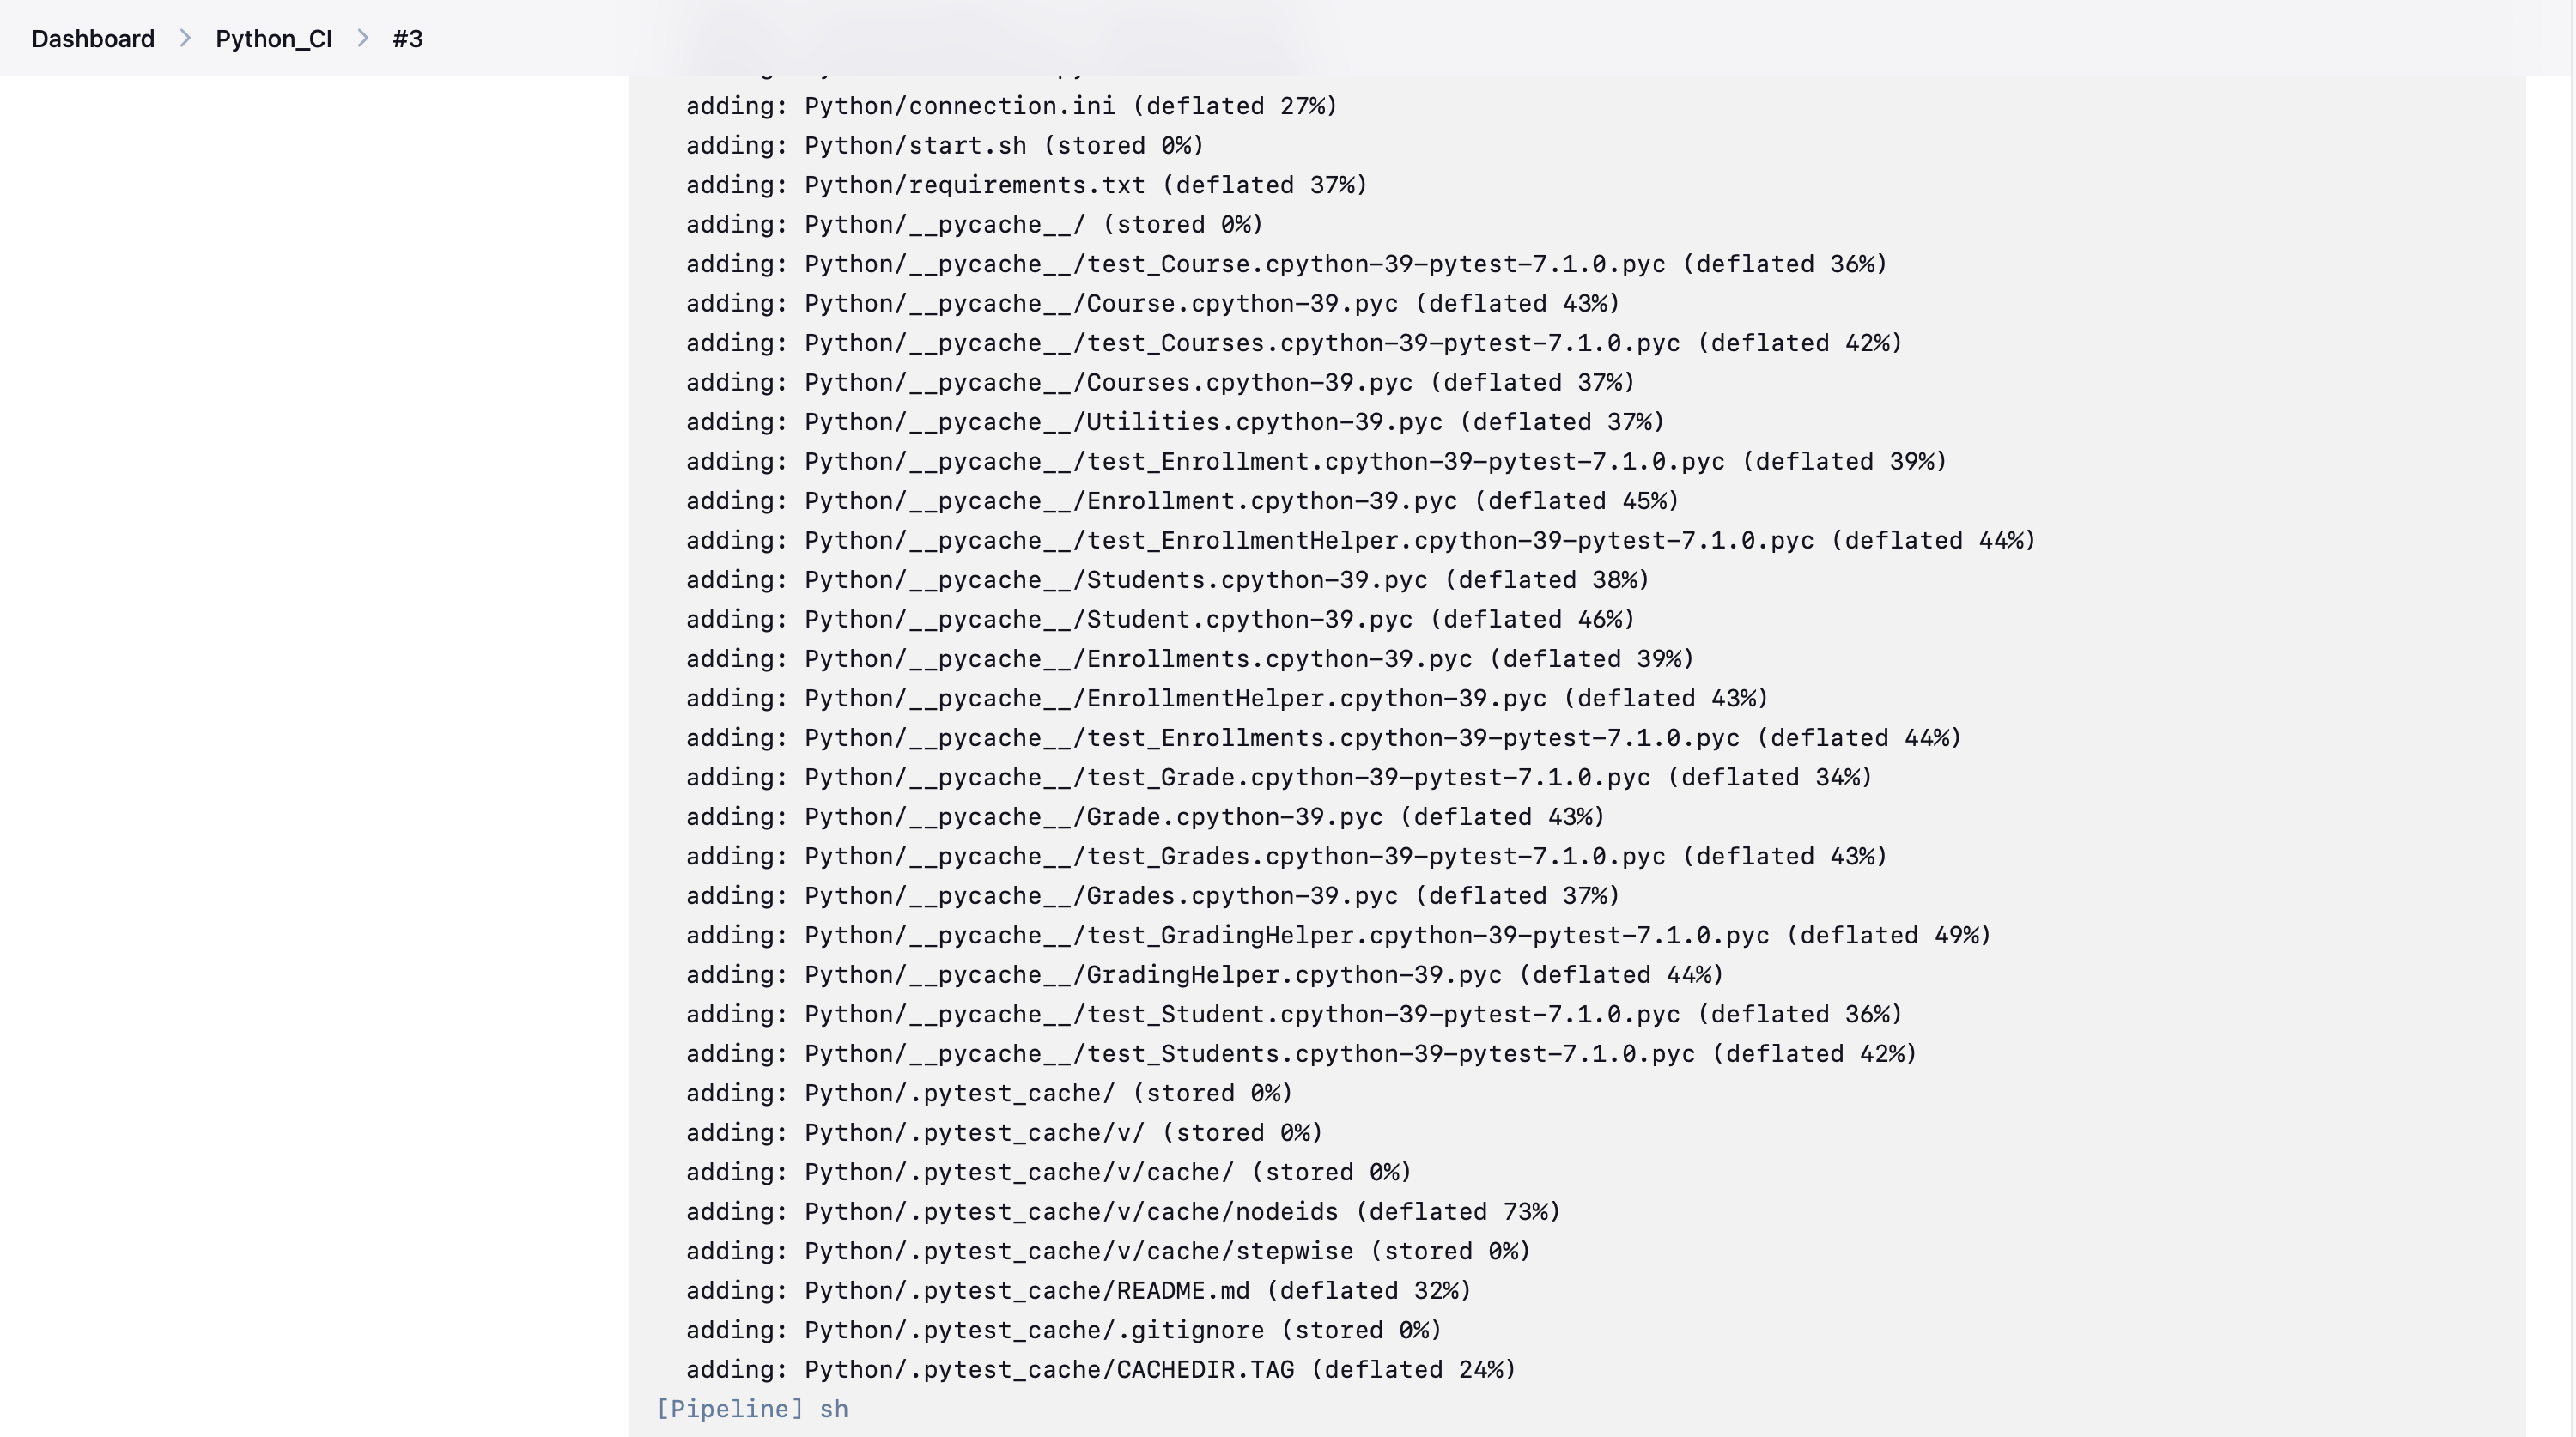 Dashboard > Python_CI > #3
adding: Python/connection.ini (deflated 27%)
adding: Python/start.sh (stored 0%)
adding: Python/requirements.txt (deflated 37%)
adding: Python/__pycache__/ (stored 0%)
adding: Python/__pycache__/test_Course.cpython-39-pytest-7.1.0.pyc (deflated 36%)
adding: Python/__pycache__/Course.cpython-39.pyc (deflated 43%)
adding: Python/__pycache__/test_Courses.cpython-39-pytest-7.1.0.pyc (deflated 42%)
adding: Python/__pycache__/Courses.cpython-39.pyc (deflated 37%)
adding: Python/__pycache__/Utilities.cpython-39.pyc (deflated 37%)
adding: Python/__pycache__/test_Enrollment.cpython-39-pytest-7.1.0.pyc (deflated 39%)
adding: Python/__pycache__/Enrollment.cpython-39.pyc (deflated 45%)
adding: Python/__pycache__/test_EnrollmentHelper.cpython-39-pytest-7.1.0.pyc (deflated 44%)
adding: Python/__pycache__/Students.cpython-39.pyc (deflated 38%)
adding: Python/__pycache__/Student.cpython-39.pyc (deflated 46%)
adding: Python/__pycache__/Enrollments.cpython-39.pyc (deflated 39%)
adding: Python/__pycache__/EnrollmentHelper.cpython-39.pyc (deflated 43%)
adding: Python/__pycache__/test_Enrollments.cpython-39-pytest-7.1.0.pyc (deflated 44%)
adding: Python/__pycache__/test_Grade.cpython-39-pytest-7.1.0.pyc (deflated 34%)
adding: Python/__pycache__/Grade.cpython-39.pyc (deflated 43%)
adding: Python/__pycache__/test_Grades.cpython-39-pytest-7.1.0.pyc (deflated 43%)
adding: Python/__pycache__/Grades.cpython-39.pyc (deflated 37%)
adding: Python/__pycache__/test_GradingHelper.cpython-39-pytest-7.1.0.pyc (deflated 49%)
adding: Python/__pycache__/GradingHelper.cpython-39.pyc (deflated 44%)
adding: Python/__pycache__/test_Student.cpython-39-pytest-7.1.0.pyc (deflated 36%)
adding: Python/__pycache__/test_Students.cpython-39-pytest-7.1.0.pyc (deflated 42%)
adding: Python/.pytest_cache/ (stored 0%)
adding: Python/.pytest_cache/v/ (stored 0%)
adding: Python/.pytest_cache/v/cache/ (stored 0%)
adding: Python/.pytest_cache/v/cache/nodeids (deflated 73%)
adding: Python/.pytest_cache/v/cache/stepwise (stored 0%)
adding: Python/.pytest_cache/README.md (deflated 32%)
adding: Python/.pytest_cache/.gitignore (stored 0%)
adding: Python/.pytest_cache/CACHEDIR.TAG (deflated 24%)
[Pipeline] sh